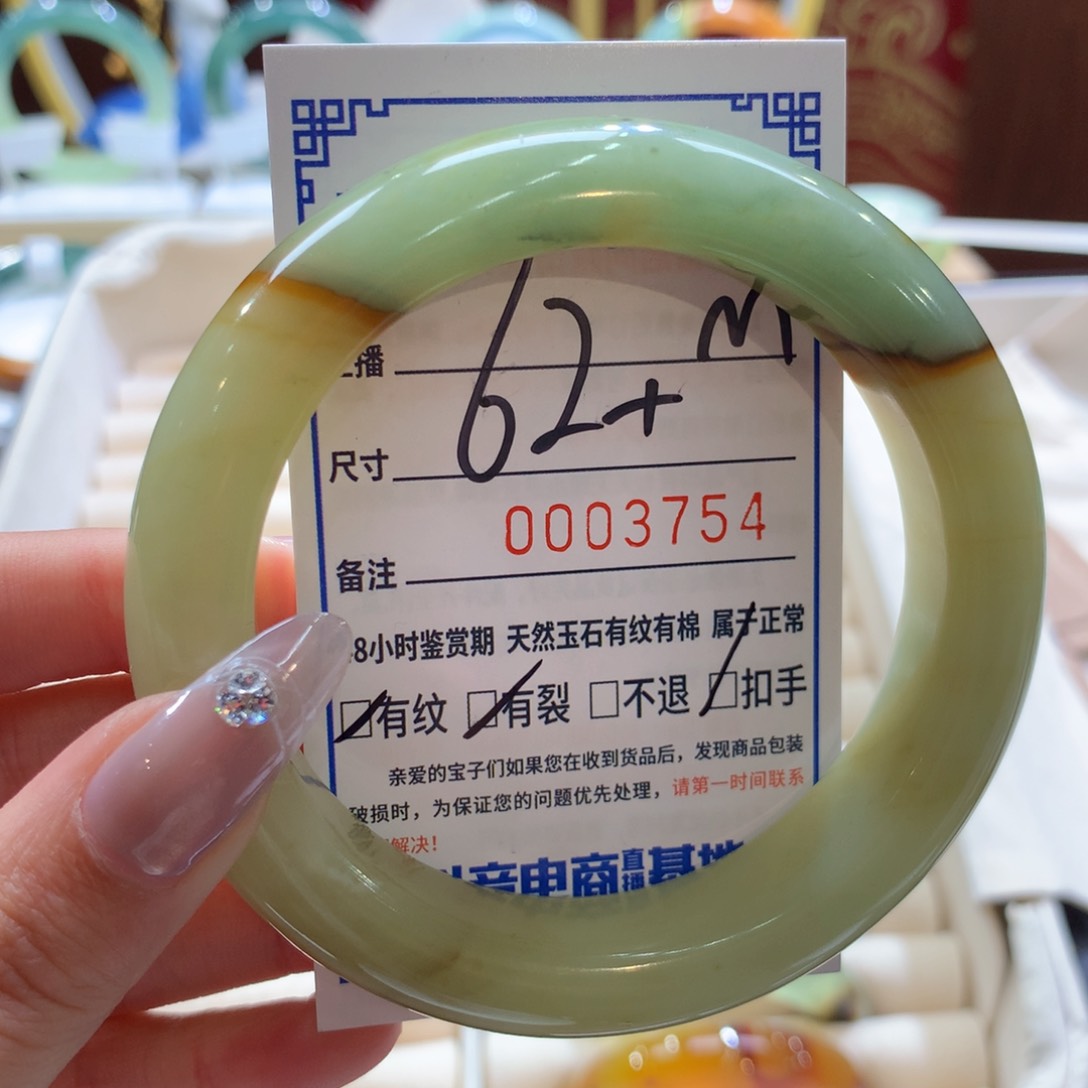 播 M
尺寸 62+
0003754
备注
8小时鉴赏期 天然玉石有纹有棉 属于正常
☑有纹 ☑有裂 □不退 ☑扣手
亲爱的宝子们如果您在收到货品后，发现商品包装
破损时，为保证您的问题优先处理，请第一时间联系
解决！
抖音电商直播基地